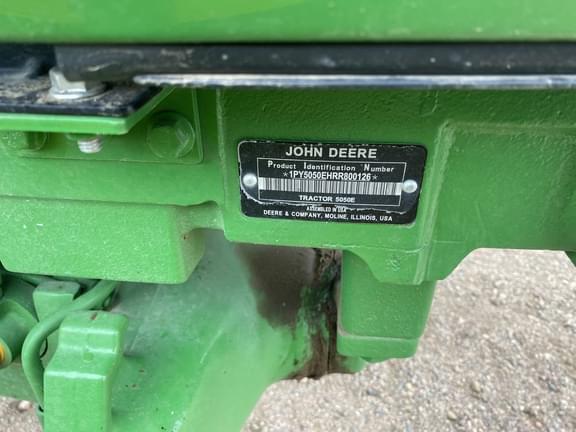 JOHN DEERE
Product Identification Number
*1PY5050EHRR800126*
TRACTOR 5050E
ASSEMBLED IN USA
DEERE & COMPANY, MOLINE, ILLINOIS, USA